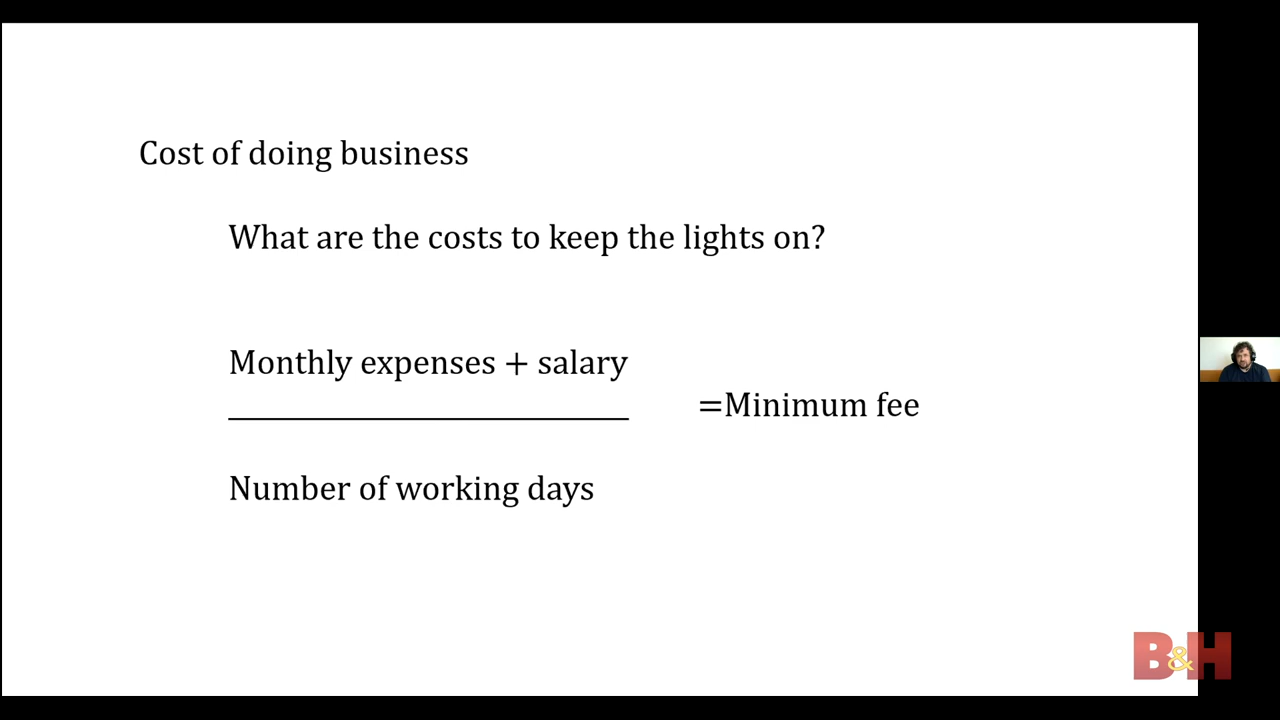 Cost of doing business
What are the costs to keep the lights on?
Monthly expenses + salary
=Minimum fee
Number of working days
B&H